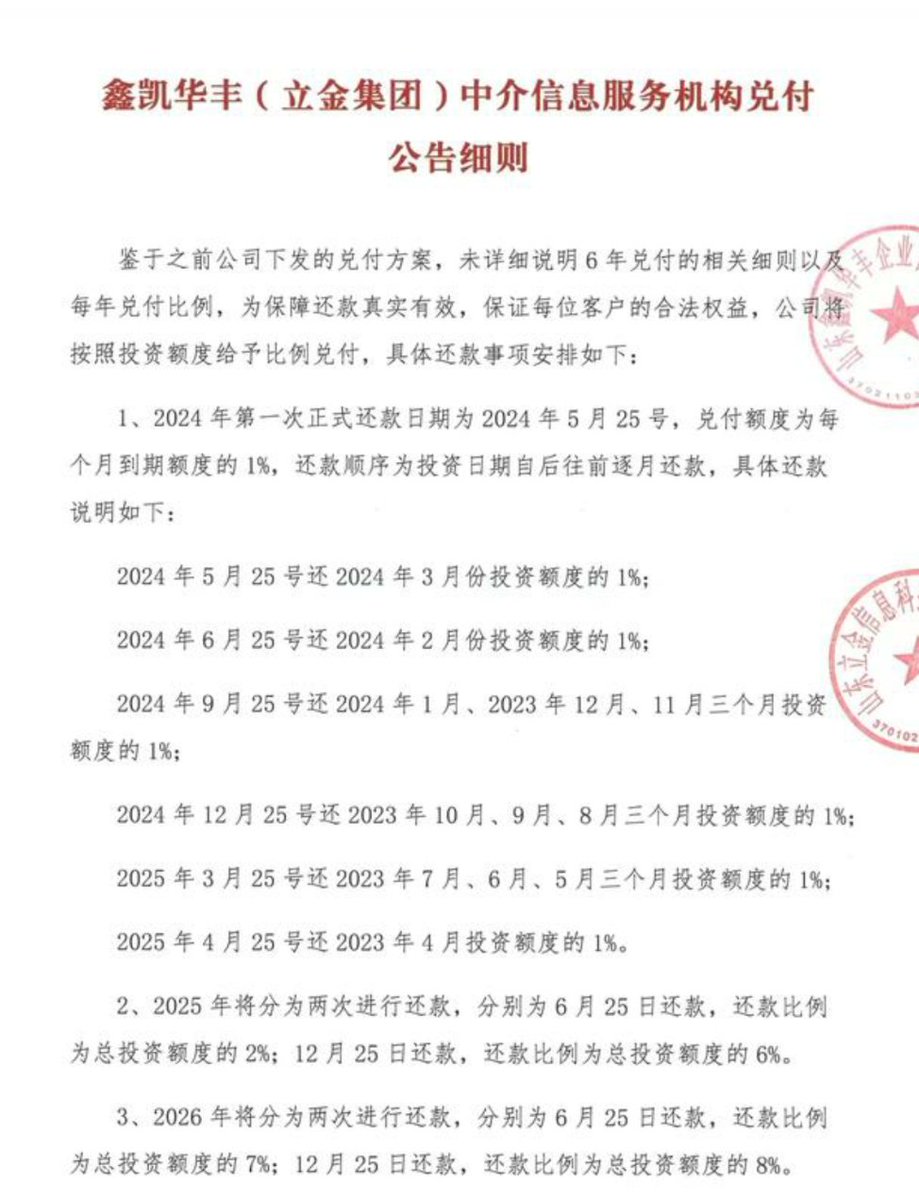 鑫凯华丰（立金集团）中介信息服务机构兑付
公告细则
鉴于之前公司下发的兑付方案，未详细说明6年兑付的相关细则以及
每年兑付比例，为保障还款真实有效，保证每位客户的合法权益，公司将
按照投资额度给予比例兑付，具体还款事项安排如下：
山东鑫凯华丰企业
37021103
1、2024年第一次正式还款日期为2024年5月25号，兑付额度为每
个月到期额度的1%，还款顺序为投资日期自后往前逐月还款，具体还款
说明如下：
2024年5月25号还2024年3月份投资额度的1%；
2024年6月25号还2024年2月份投资额度的1%；
山东立金信息科
370102
2024年9月25号还2024年1月、2023年12月、11月三个月投资
额度的1%；
2024年12月25号还2023年10月、9月、8月三个月投资额度的1%；
2025年3月25号还2023年7月、6月、5月三个月投资额度的1%；
2025年4月25号还2023年4月投资额度的1%。
2、2025年将分为两次进行还款，分别为6月25日还款，还款比例
为总投资额度的2%；12月25日还款，还款比例为总投资额度的6%。
3、2026年将分为两次进行还款，分别为6月25日还款，还款比例
为总投资额度的7%；12月25日还款，还款比例为总投资额度的8%。